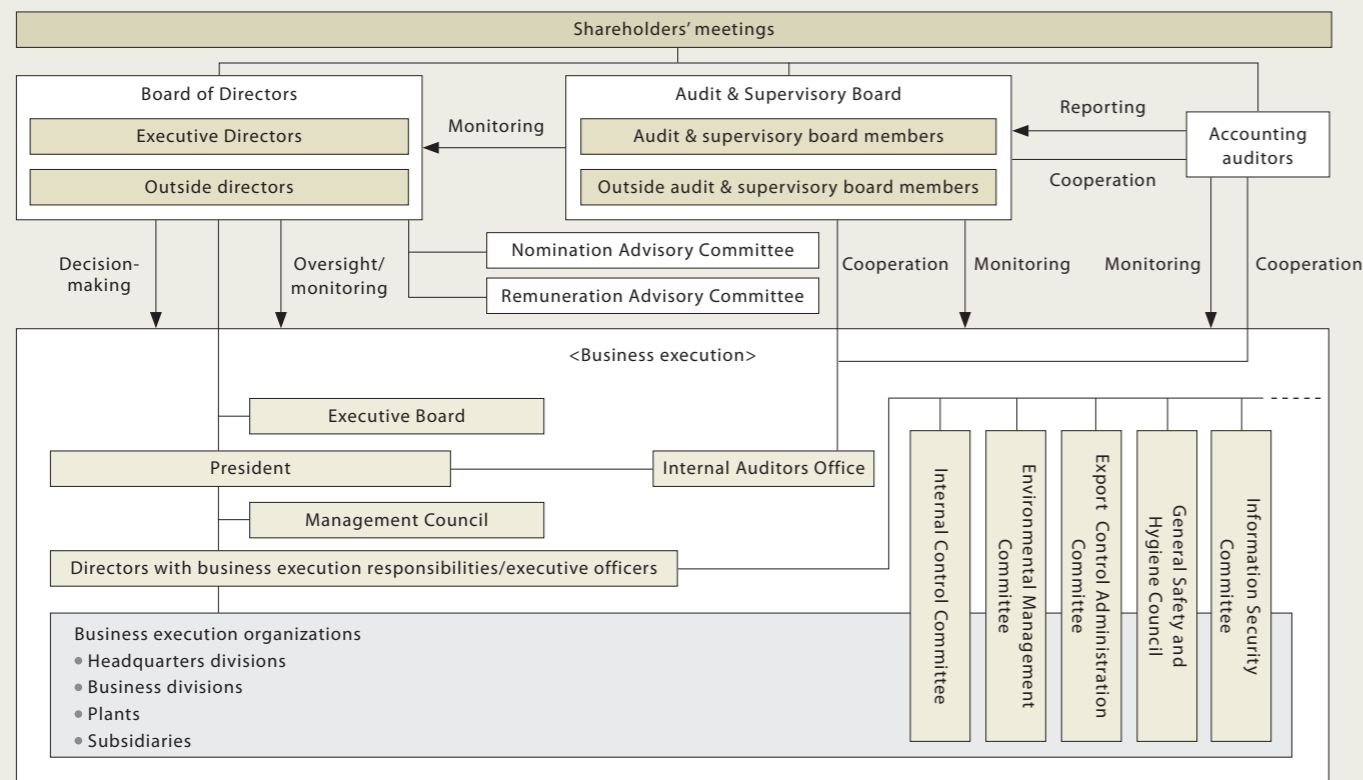 Shareholders' meetings
Board of Directors
Executive Directors
Outside directors
Monitoring
Audit & Supervisory Board
Audit & supervisory board members
Outside audit & supervisory board members
Reporting
Cooperation
Accounting
auditors
Decision-
making
Oversight/
monitoring
Nomination Advisory Committee
Remuneration Advisory Committee
Cooperation
Monitoring
Monitoring
Cooperation
<Business execution>
Executive Board
President
Internal Auditors Office
Management Council
Directors with business execution responsibilities/executive officers
Internal Control Committee
Environmental Management
Committee
Export Control Administration
Committee
General Safety and
Hygiene Council
Information Security
Committee
Business execution organizations
• Headquarters divisions
• Business divisions
• Plants
• Subsidiaries